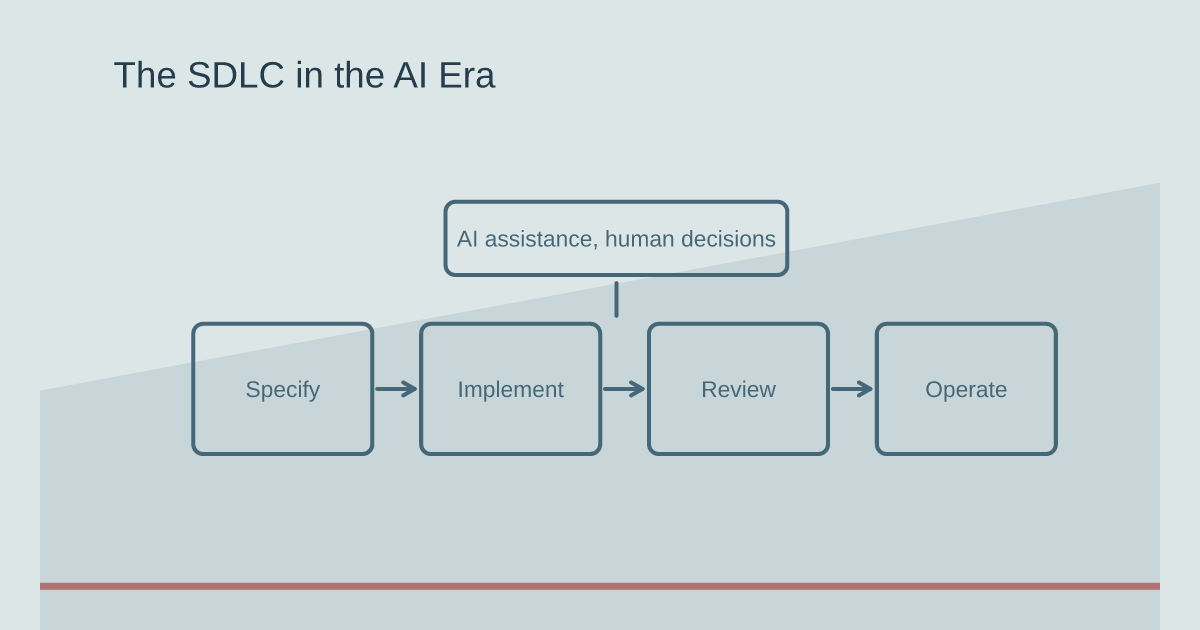 The SDLC in the AI Era
AI assistance, human decisions
Specify
Implement
Review
Operate